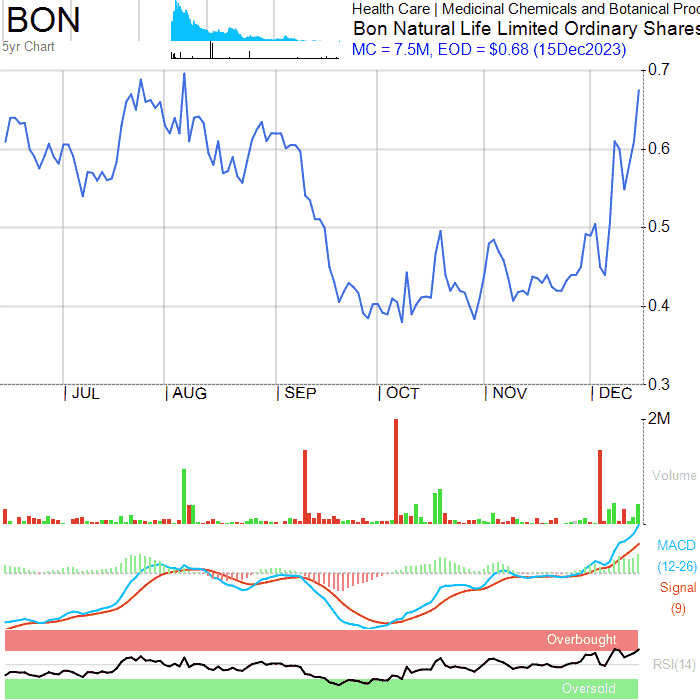 BON
5yr Chart
Health Care | Medicinal Chemicals and Botanical Proc
Bon Natural Life Limited Ordinary Shares
MC = 7.5M, EOD = $0.68 (15Dec2023)
0.7
0.6
0.5
0.4
0.3
| JUL | AUG | SEP | OCT | NOV | DEC
2M
Volume
MACD
(12-26)
Signal
(9)
Overbought
RSI(14)
Oversold